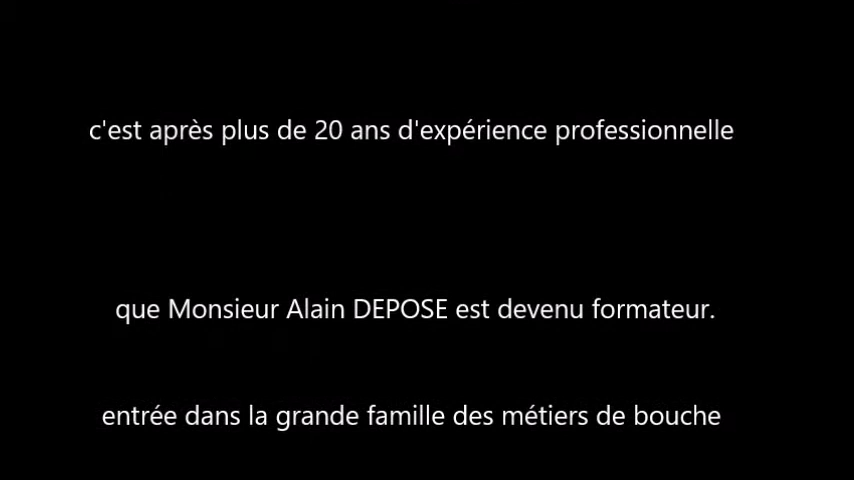 c'est après plus de 20 ans d'expérience professionnelle
que Monsieur Alain DEPOSE est devenu formateur.
entrée dans la grande famille des métiers de bouche